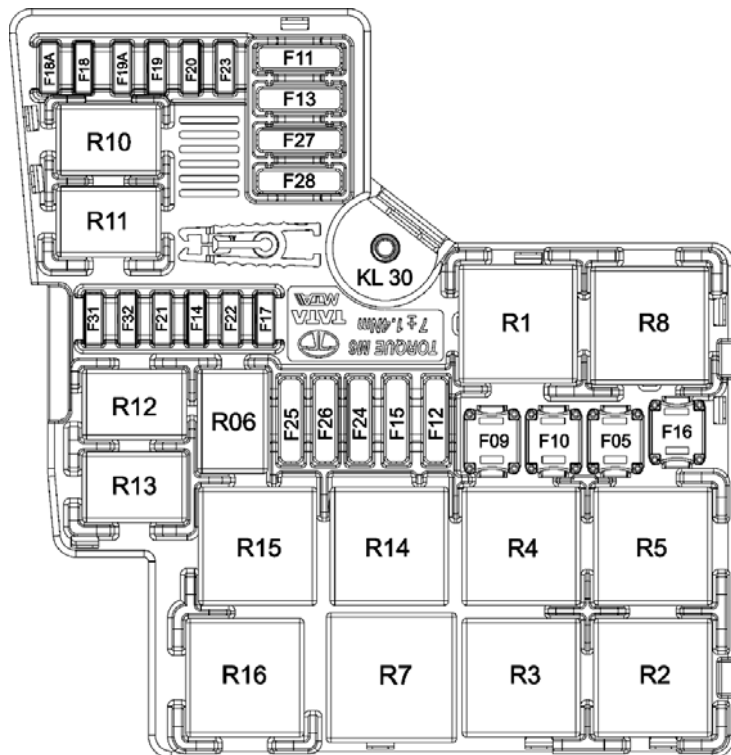 F18A F18 F19A F19 F20 F23
F11
F13
F27
F28
R10
R11
KL 30
F31 F32 F21 F14 F22 F17
TORQUE M8
7 ± 1.4Nm
TATA
R1 R8
R12
R06
F25 F26 F24 F15 F12
F09 F10 F05 F16
R13
R15 R14 R4 R5
R16 R7 R3 R2